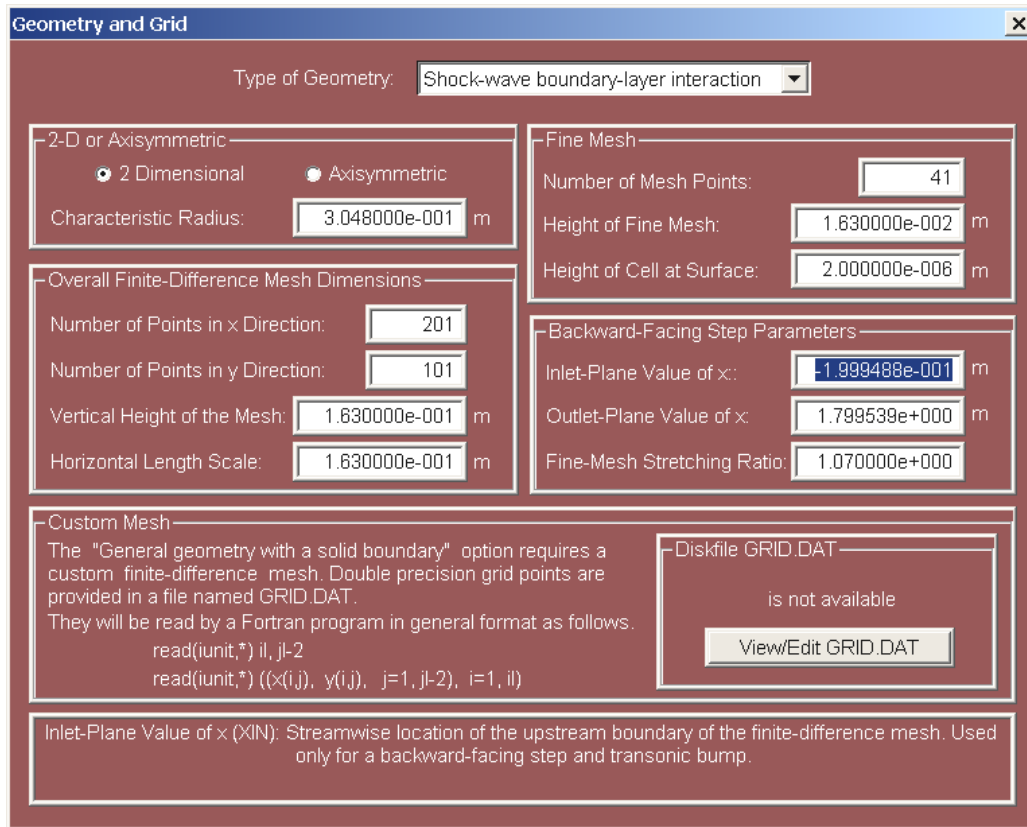 Geometry and Grid
Type of Geometry: Shock-wave boundary-layer interaction
2-D or Axisymmetric
2 Dimensional Axisymmetric
Characteristic Radius: 3.048000e-001 m
Overall Finite-Difference Mesh Dimensions
Number of Points in x Direction: 201
Number of Points in y Direction: 101
Vertical Height of the Mesh: 1.630000e-001 m
Horizontal Length Scale: 1.630000e-001 m
Fine Mesh
Number of Mesh Points: 41
Height of Fine Mesh: 1.630000e-002 m
Height of Cell at Surface: 2.000000e-006 m
Backward-Facing Step Parameters
Inlet-Plane Value of x:: -1.999488e-001 m
Outlet-Plane Value of x: 1.799539e+000 m
Fine-Mesh Stretching Ratio: 1.070000e+000
Custom Mesh
The "General geometry with a solid boundary" option requires a
custom finite-difference mesh. Double precision grid points are
provided in a file named GRID.DAT.
They will be read by a Fortran program in general format as follows.
read(iunit,*) il, jl-2
read(iunit,*) ((x(i,j), y(i,j), j=1, jl-2), i=1, il)
Diskfile GRID.DAT
is not available
View/Edit GRID.DAT
Inlet-Plane Value of x (XIN): Streamwise location of the upstream boundary of the finite-difference mesh. Used
only for a backward-facing step and transonic bump.